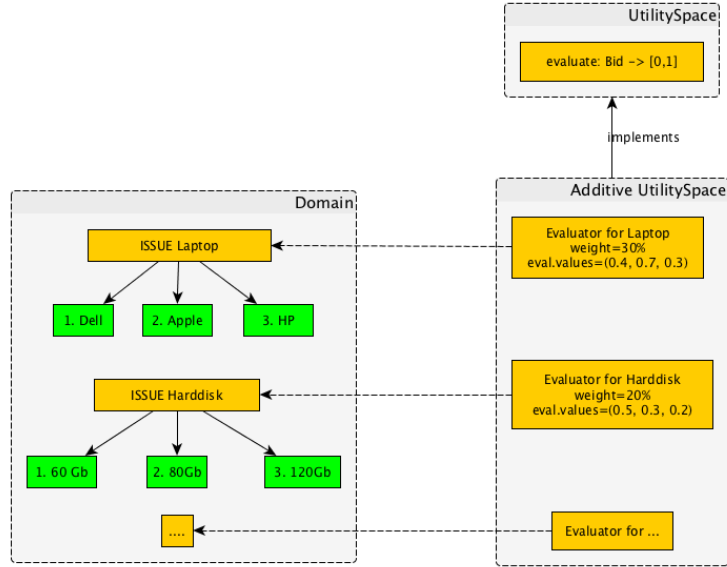 UtilitySpace
evaluate: Bid -> [0,1]
implements
Domain
ISSUE Laptop
1. Dell
2. Apple
3. HP
ISSUE Harddisk
1. 60 Gb
2. 80Gb
3. 120Gb
....
Additive UtilitySpace
Evaluator for Laptop
weight=30%
eval.values=(0.4, 0.7, 0.3)
Evaluator for Harddisk
weight=20%
eval.values=(0.5, 0.3, 0.2)
Evaluator for ...